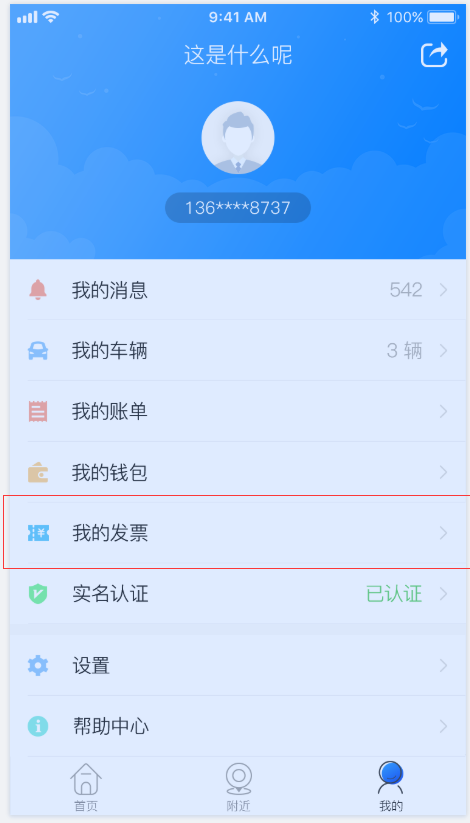 9:41 AM 100%
这是什么呢
136****8737
我的消息 542
我的车辆 3 辆
我的账单
我的钱包
我的发票
实名认证 已认证
设置
帮助中心
首页 附近 我的